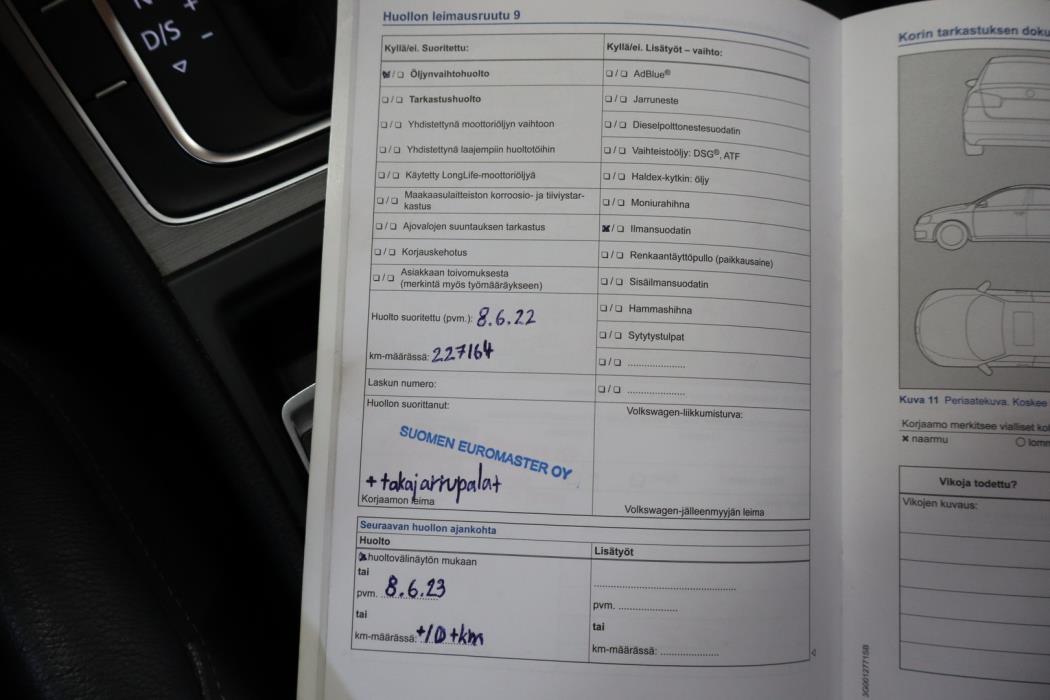 D/S
+
−
Huollon leimausruutu 9
Kyllä/ei. Suoritettu:
☒/☐ Öljynvaihtohuolto
☐/☐ Tarkastushuolto
☐/☐ Yhdistettynä moottoriöljyn vaihtoon
☐/☐ Yhdistettynä laajempiin huoltotöihin
☐/☐ Käytetty LongLife-moottoriöljyä
☐/☐ Maakaasulaitteiston korroosio- ja tiiviystar-
kastus
☐/☐ Ajovalojen suuntauksen tarkastus
☐/☐ Korjauskehotus
☐/☐ Asiakkaan toivomuksesta
(merkintä myös työmääräykseen)
Huolto suoritettu (pvm.): 8.6.22
km-määrässä: 227164
Laskun numero:
Huollon suorittanut:
SUOMEN EUROMASTER OY
+ takajarrupalat
Korjaamon leima
Kyllä/ei. Lisätyöt – vaihto:
☐/☐ AdBlue®
☐/☐ Jarruneste
☐/☐ Dieselpolttonestesuodatin
☐/☐ Vaihteistoöljy: DSG®, ATF
☐/☐ Haldex-kytkin: öljy
☐/☐ Moniurahihna
☒/☐ Ilmansuodatin
☐/☐ Renkaantäyttöpullo (paikkausaine)
☐/☐ Sisäilmansuodatin
☐/☐ Hammashihna
☐/☐ Sytytystulpat
☐/☐ ....................
☐/☐ ....................
Volkswagen-liikkumisturva:
Volkswagen-jälleenmyyjän leima
Seuraavan huollon ajankohta
Huolto
☒ huoltovälinäytön mukaan
tai
pvm. 8.6.23
tai
km-määrässä: +10 tkm
Lisätyöt
....................
pvm. ....................
tai
km-määrässä: ....................
3G0012771SB
Korin tarkastuksen doku
Kuva 11 Periaatekuva. Koskee
Korjaamo merkitsee vialliset
× naarmu
○ lomm
Vikoja todettu?
Vikojen kuvaus: